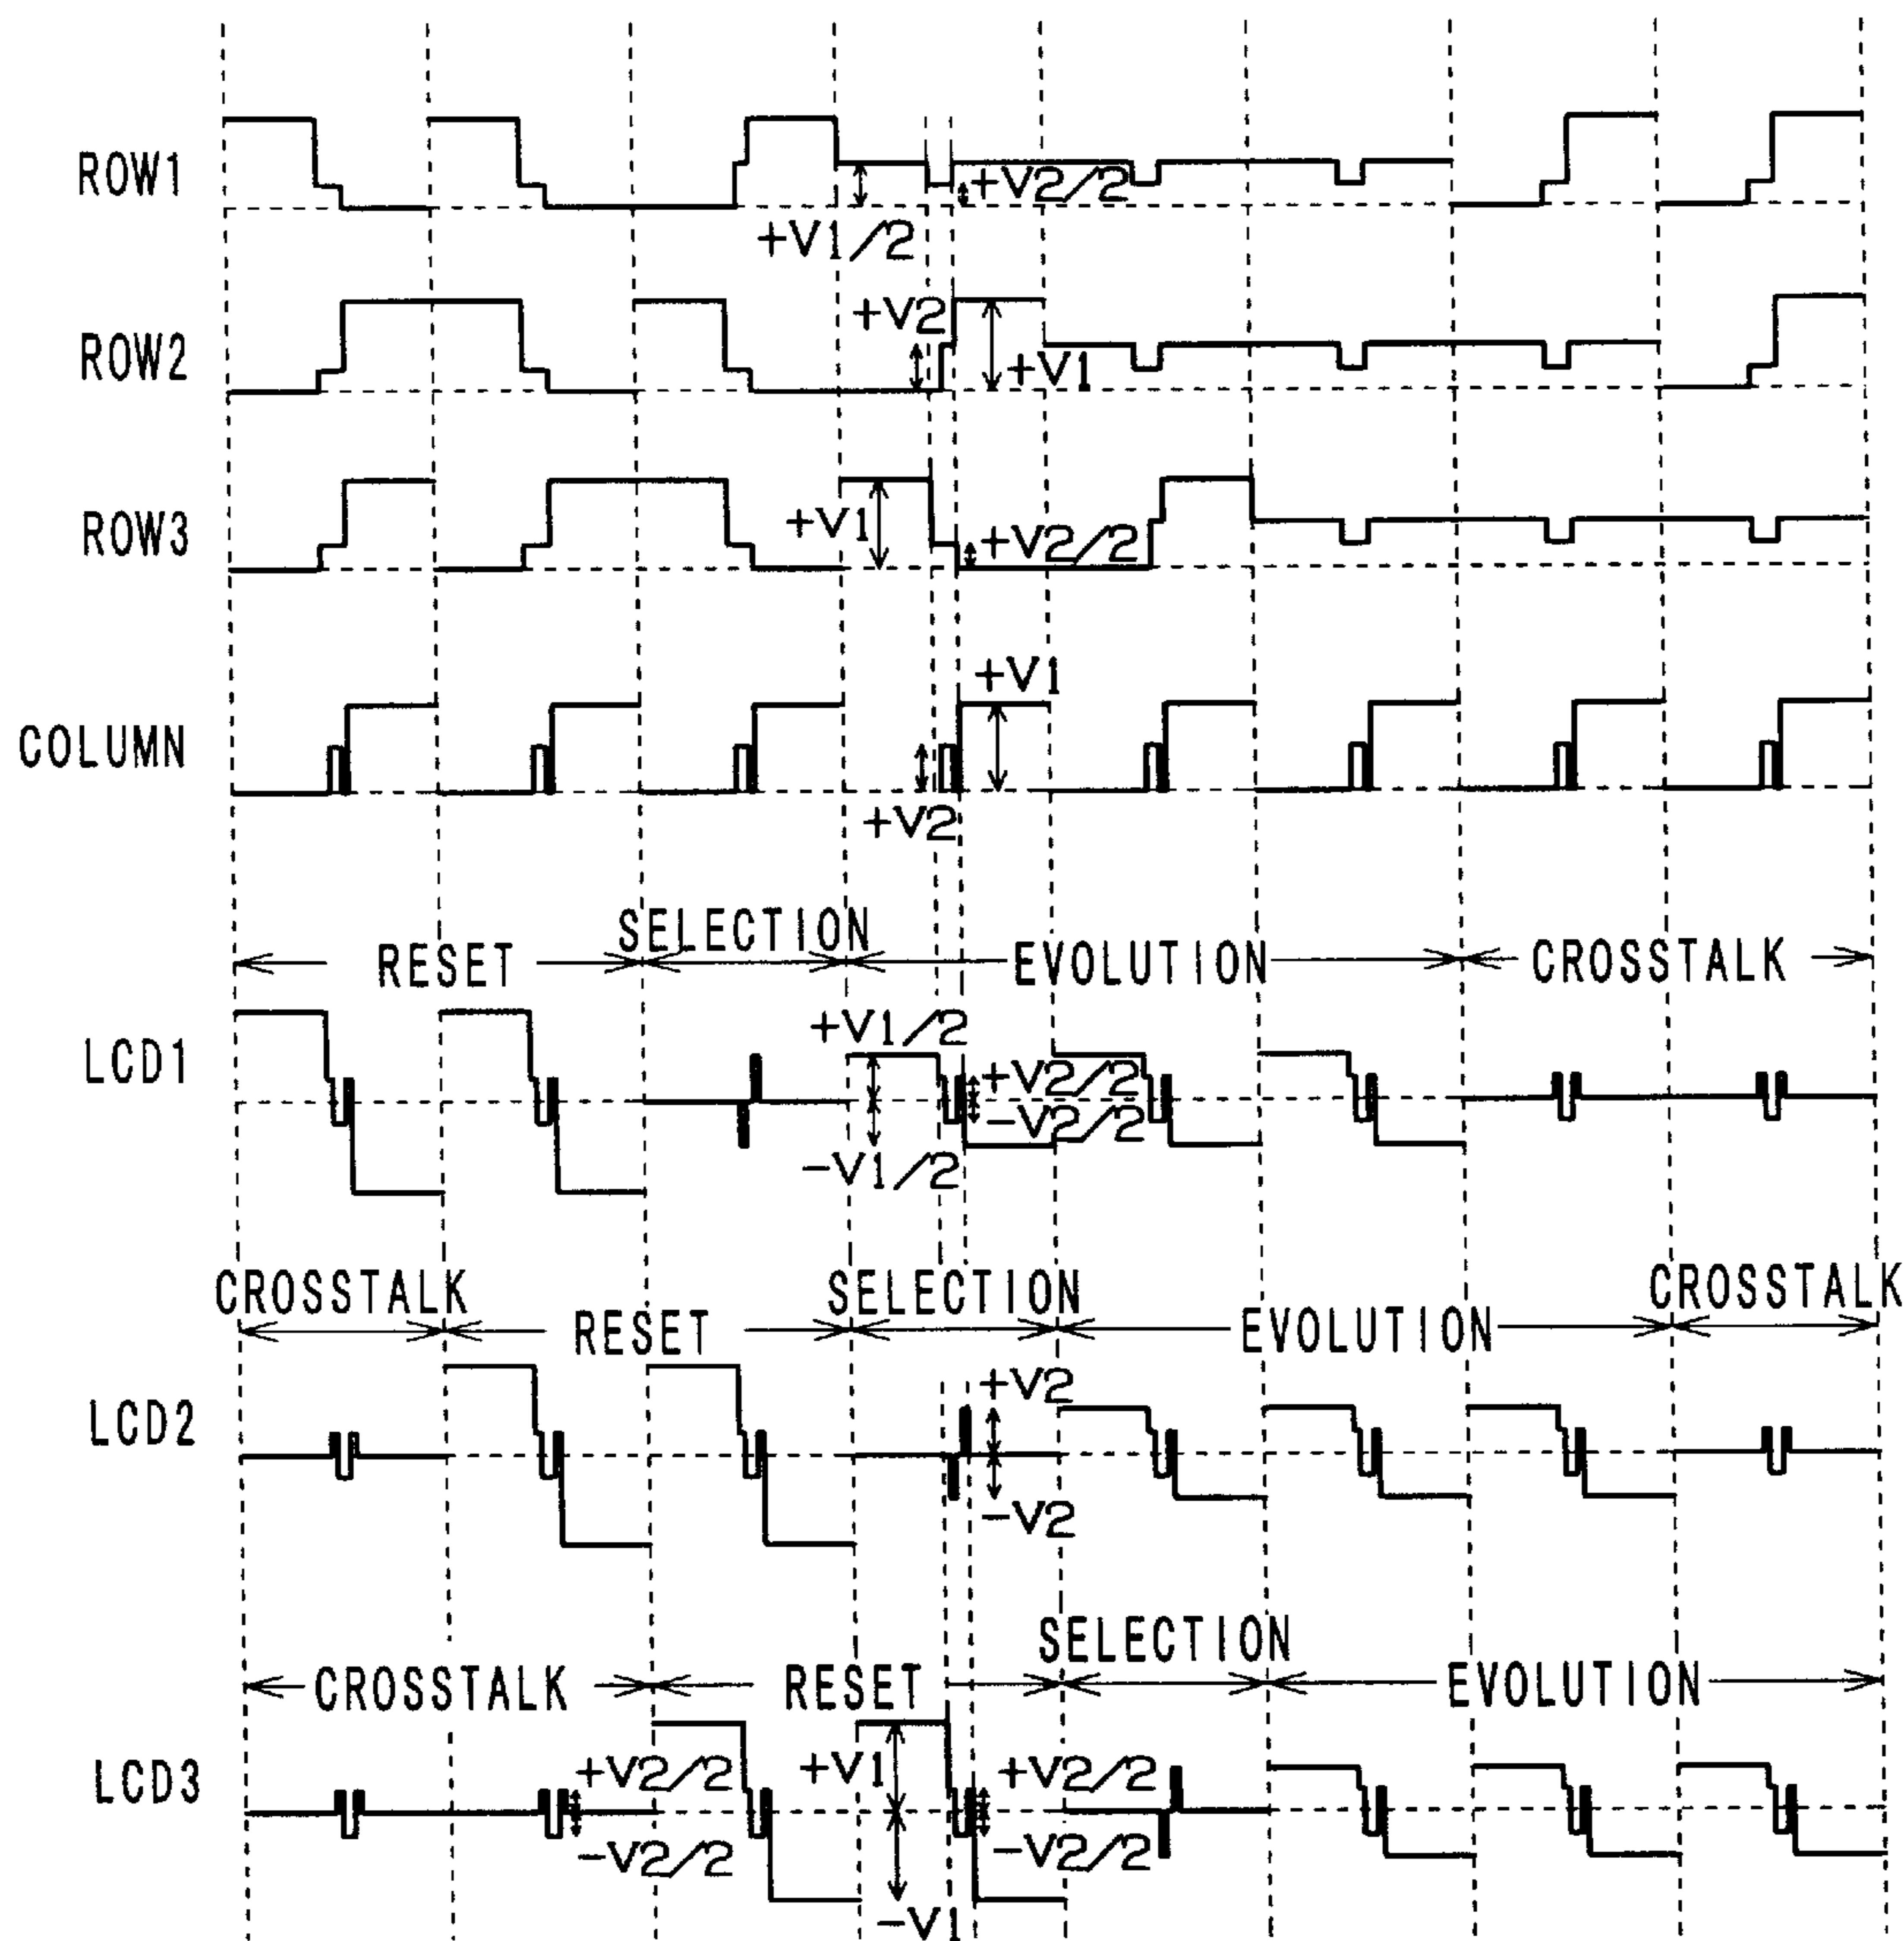 ROW1
+V2/2
+V1/2
+V2
ROW2
+V1
ROW3
+V1
+V2/2
+V1
COLUMN
+V2
SELECTION
RESET
EVOLUTION
CROSSTALK
+V1/2
LCD1
+V2/2
-V2/2
-V1/2
CROSSTALK
SELECTION
CROSSTALK
RESET
EVOLUTION
+V2
LCD2
-V2
SELECTION
CROSSTALK
RESET
EVOLUTION
LCD3
+V2/2
+V1
+V2/2
-V2/2
-V2/2
-V1